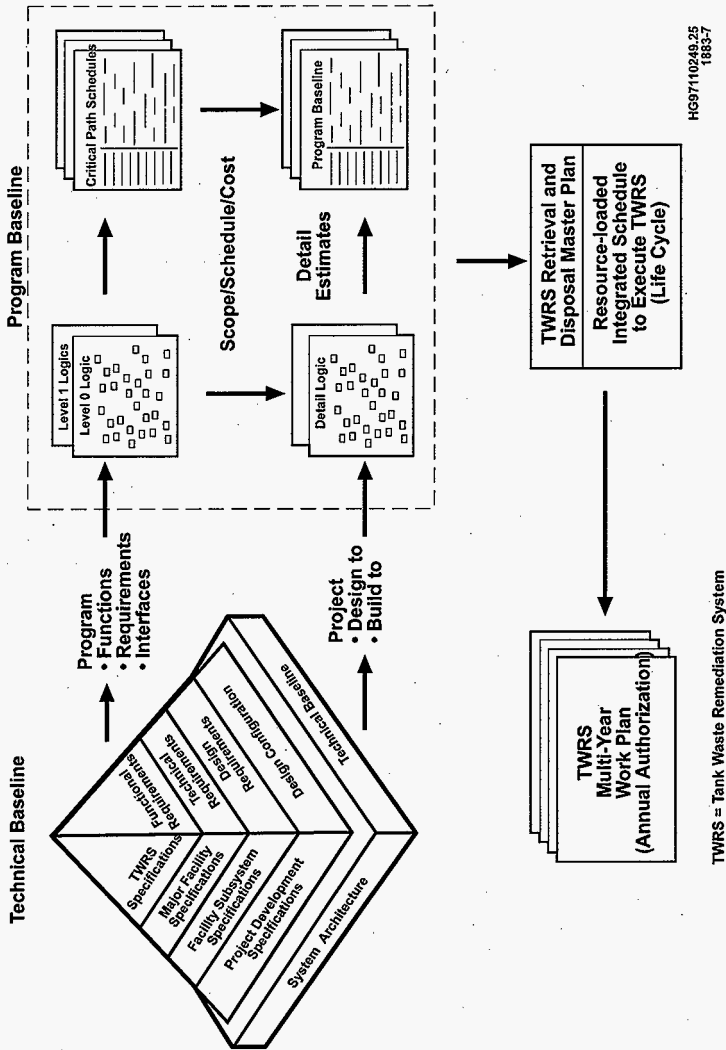 Technical Baseline
Program Baseline
TWRS
Specifications
Major Facility
Specifications
Facility Subsystem
Specifications
Project Development
Specifications
System Architecture
Functional
Requirements
Technical
Requirements
Design
Requirements
Design Configuration
Technical Baseline
Program
• Functions
• Requirements
• Interfaces
Project
• Design to
• Build to
Level 1 Logics
Level 0 Logic
Critical Path Schedules
Scope/Schedule/Cost
Detail Logic
Detail
Estimates
Program Baseline
TWRS Retrieval and
Disposal Master Plan
Resource-loaded
Integrated Schedule
to Execute TWRS
(Life Cycle)
TWRS
Multi-Year
Work Plan
(Annual Authorization)
TWRS = Tank Waste Remediation System
HG97110249.25
1883-7